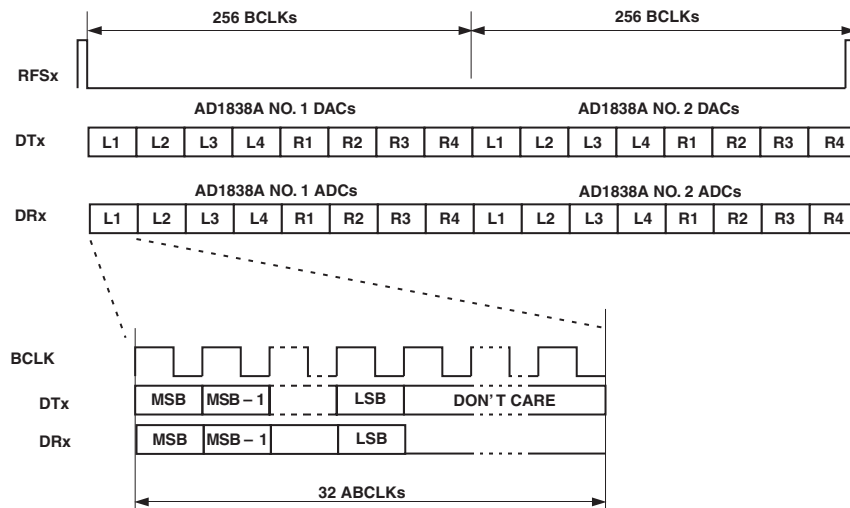 256 BCLKs 256 BCLKs
RFSx
AD1838A NO. 1 DACs AD1838A NO. 2 DACs
DTx L1 L2 L3 L4 R1 R2 R3 R4 L1 L2 L3 L4 R1 R2 R3 R4
AD1838A NO. 1 ADCs AD1838A NO. 2 ADCs
DRx L1 L2 L3 L4 R1 R2 R3 R4 L1 L2 L3 L4 R1 R2 R3 R4
BCLK
DTx MSB MSB – 1 LSB DON'T CARE
DRx MSB MSB – 1 LSB
32 ABCLKs